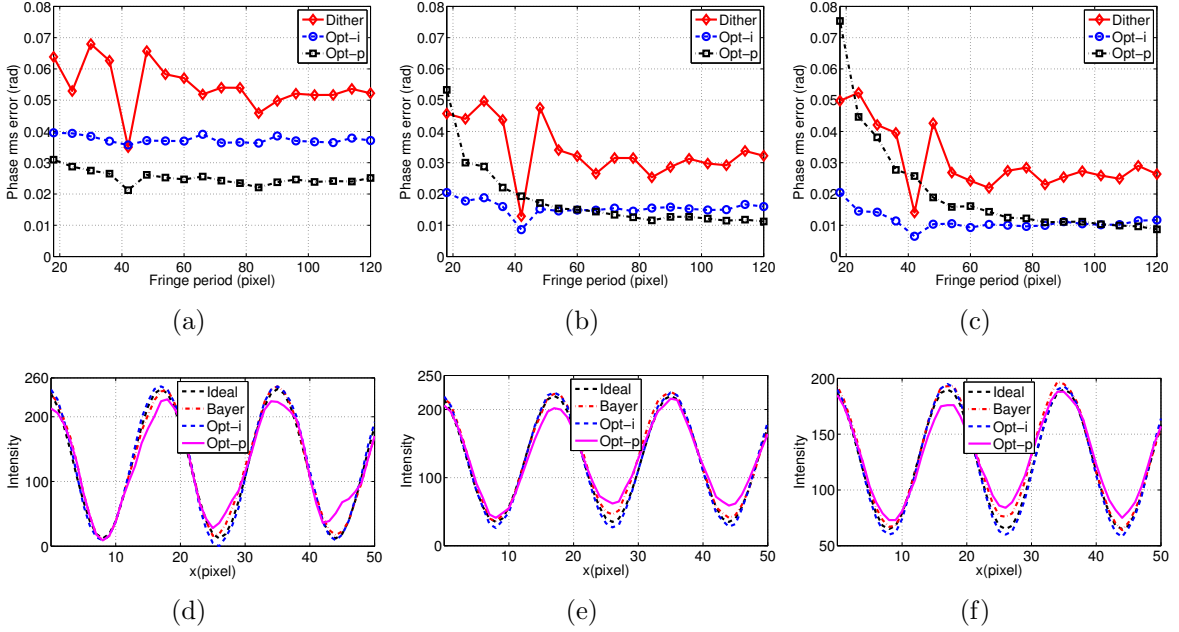 0.08
0.07
0.06
0.05
0.04
0.03
0.02
0.01
0
Phase rms error (rad)
20 40 60 80 100 120
Fringe period (pixel)
Dither
Opt-i
Opt-p
(a)
0.08
0.07
0.06
0.05
0.04
0.03
0.02
0.01
0
Phase rms error (rad)
20 40 60 80 100 120
Fringe period (pixel)
Dither
Opt-i
Opt-p
(b)
0.08
0.07
0.06
0.05
0.04
0.03
0.02
0.01
0
Phase rms error (rad)
20 40 60 80 100 120
Fringe period (pixel)
Dither
Opt-i
Opt-p
(c)
260
200
100
0
Intensity
0 10 20 30 40 50
x(pixel)
Ideal
Bayer
Opt-i
Opt-p
(d)
250
200
150
100
50
0
Intensity
0 10 20 30 40 50
x(pixel)
Ideal
Bayer
Opt-i
Opt-p
(e)
200
150
100
50
Intensity
0 10 20 30 40 50
x(pixel)
Ideal
Bayer
Opt-i
Opt-p
(f)